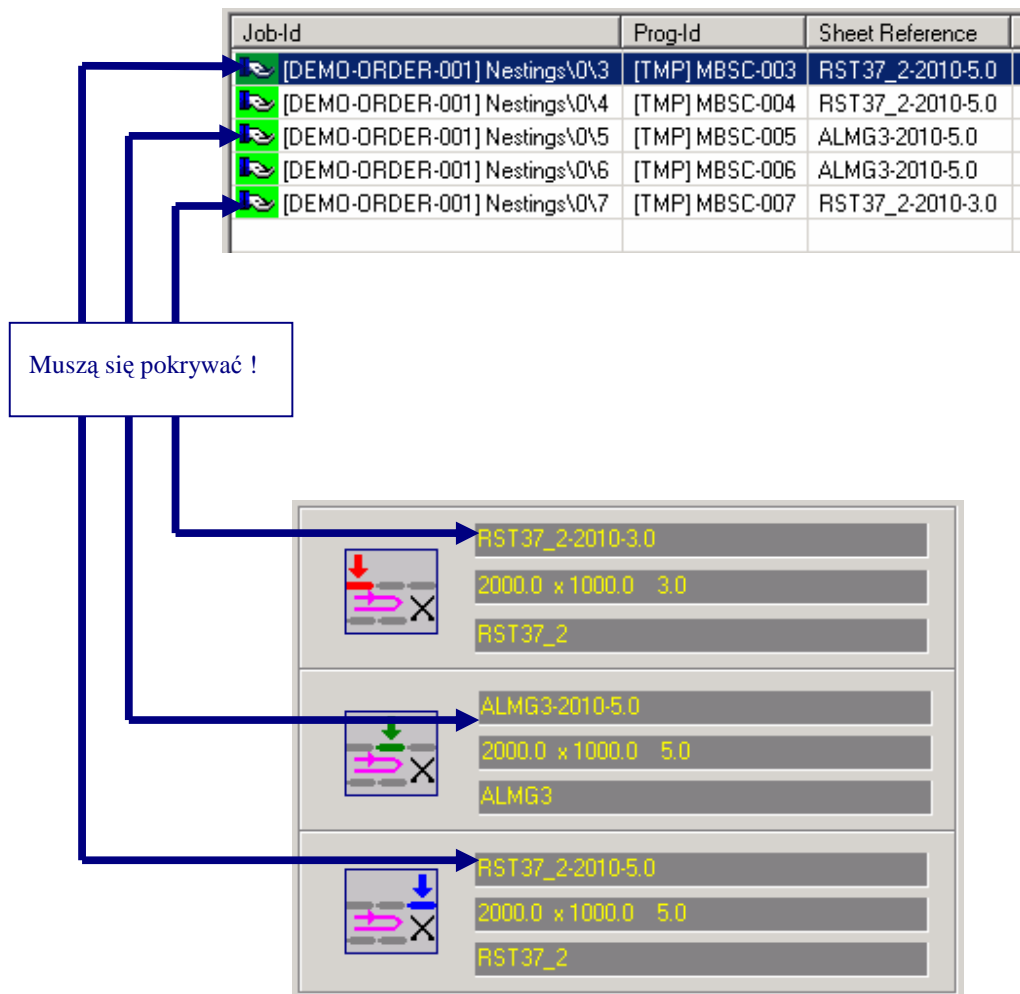 Job-Id Prog-Id Sheet Reference
[DEMO-ORDER-001] Nestings\0\3 [TMP] MBSC-003 RST37_2-2010-5.0
[DEMO-ORDER-001] Nestings\0\4 [TMP] MBSC-004 RST37_2-2010-5.0
[DEMO-ORDER-001] Nestings\0\5 [TMP] MBSC-005 ALMG3-2010-5.0
[DEMO-ORDER-001] Nestings\0\6 [TMP] MBSC-006 ALMG3-2010-5.0
[DEMO-ORDER-001] Nestings\0\7 [TMP] MBSC-007 RST37_2-2010-3.0
Muszą się pokrywać !
RST37_2-2010-3.0
2000.0 x 1000.0 3.0
RST37_2
ALMG3-2010-5.0
2000.0 x 1000.0 5.0
ALMG3
RST37_2-2010-5.0
2000.0 x 1000.0 5.0
RST37_2